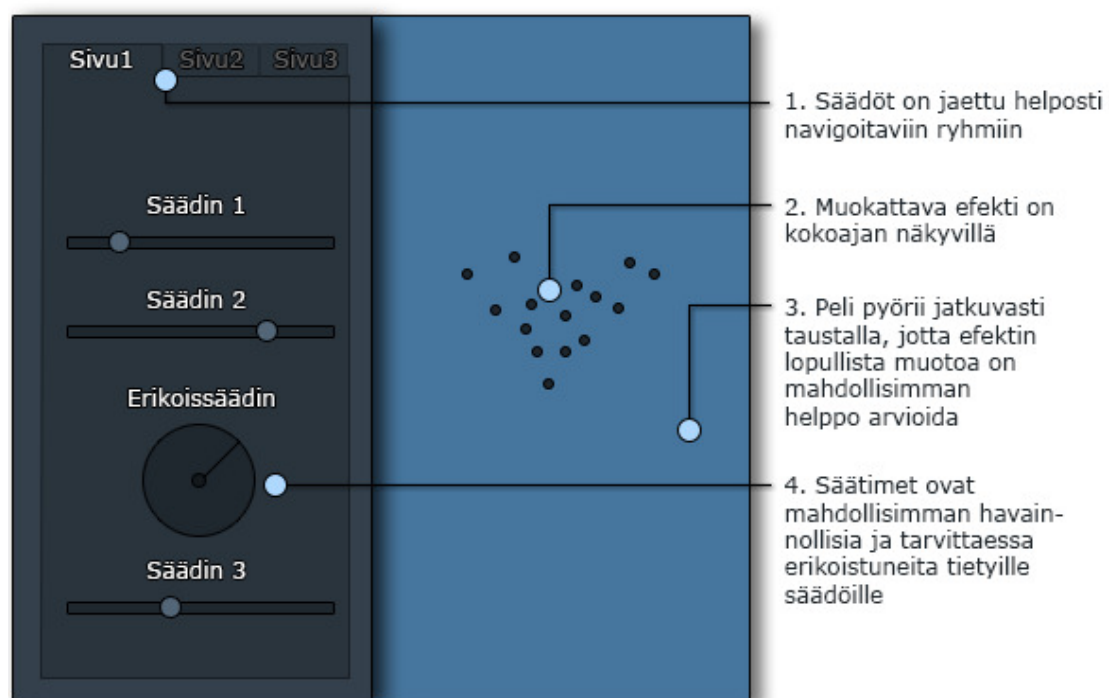 Sivu1 Sivu2 Sivu3
Säädin 1
Säädin 2
Erikoissäädin
Säädin 3
1. Säädöt on jaettu helposti
navigoitaviin ryhmiin
2. Muokattava efekti on
kokoajan näkyvillä
3. Peli pyörii jatkuvasti
taustalla, jotta efektin
lopullista muotoa on
mahdollisimman
helppo arvioida
4. Säätimet ovat
mahdollisimman havain-
nollisia ja tarvittaessa
erikoistuneita tietyille
säädöille